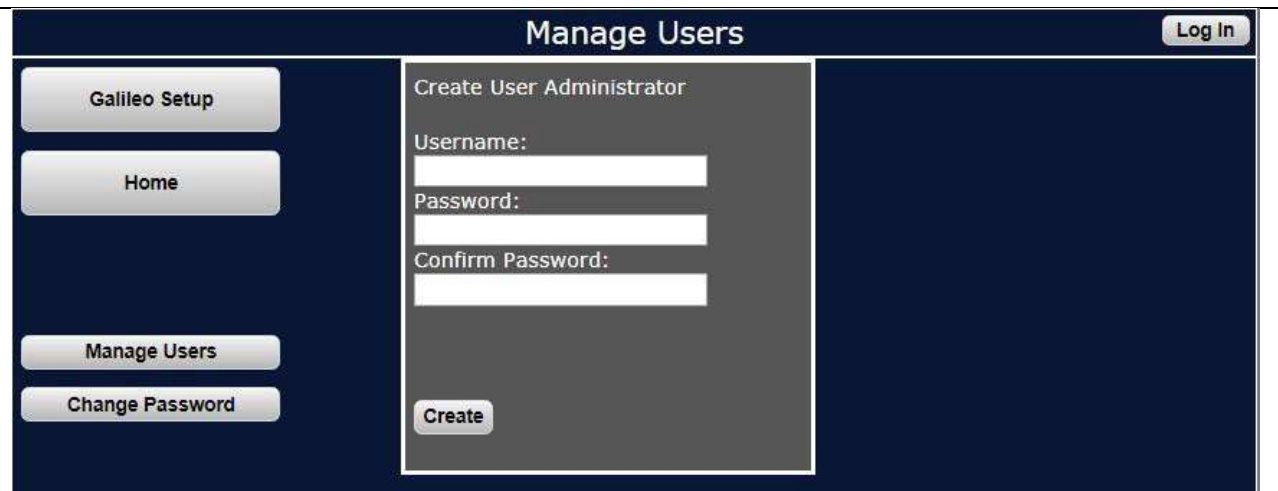 Manage Users
Log In
Galileo Setup
Home
Manage Users
Change Password
Create User Administrator
Username:
Password:
Confirm Password:
Create